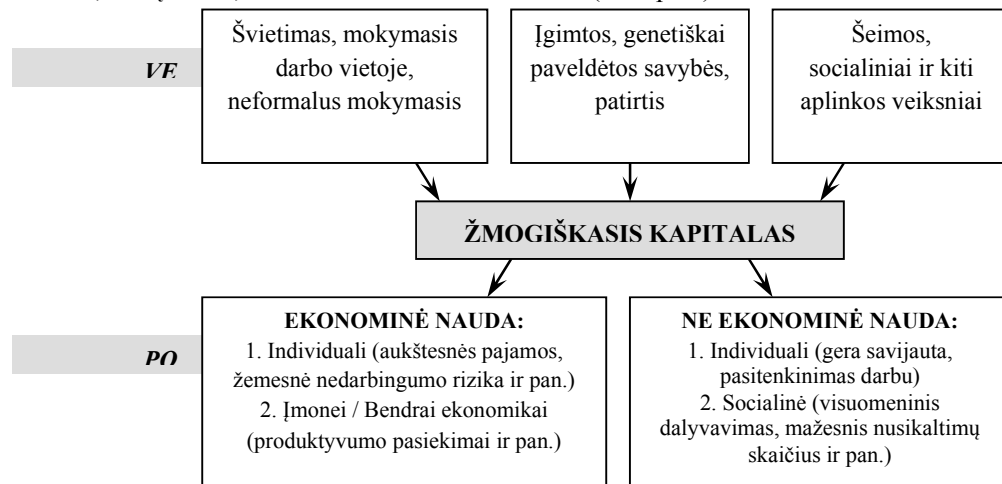 Švietimas, mokymasis
darbo vietoje,
neformalus mokymasis
Įgimtos, genetiškai
paveldėtos savybės,
patirtis
Šeimos,
socialiniai ir kiti
aplinkos veiksniai
VE
ŽMOGIŠKASIS KAPITALAS
EKONOMINĖ NAUDA:
1. Individuali (aukštesnės pajamos,
žemesnė nedarbingumo rizika ir pan.)
2. Įmonei / Bendrai ekonomikai
(produktyvumo pasiekimai ir pan.)
NE EKONOMINĖ NAUDA:
1. Individuali (gera savijauta,
pasitenkinimas darbu)
2. Socialinė (visuomeninis
dalyvavimas, mažesnis nusikaltimų
skaičius ir pan.)
PO